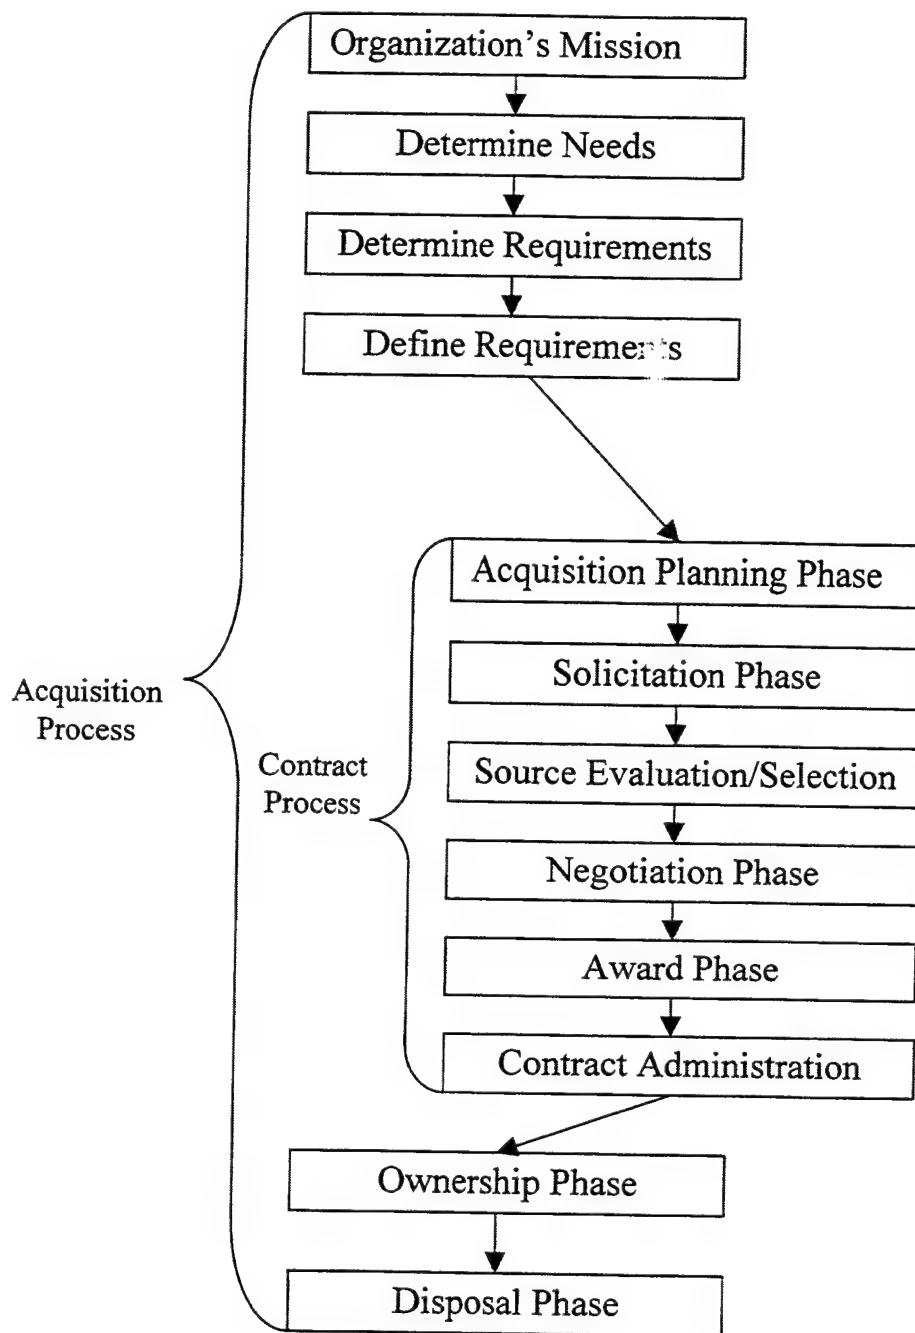 Organization's Mission
Determine Needs
Determine Requirements
Define Requirements
Acquisition Planning Phase
Solicitation Phase
Acquisition
Process
Source Evaluation/Selection
Contract
Process
Negotiation Phase
Award Phase
Contract Administration
Ownership Phase
Disposal Phase